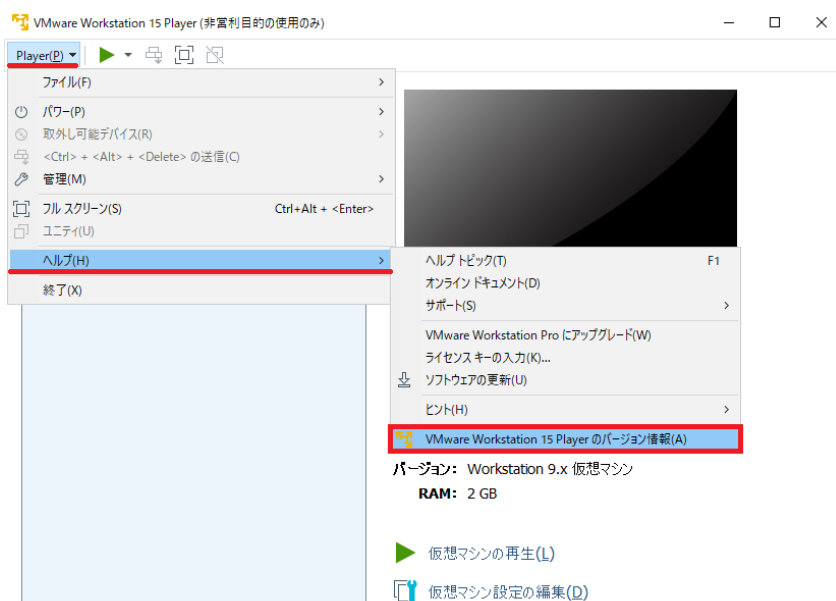 VMware Workstation 15 Player (非営利目的の使用のみ)
Player(P)
ファイル(F)
パワー(P)
取外し可能デバイス(R)
<Ctrl> + <Alt> + <Delete> の送信(C)
管理(M)
フル スクリーン(S) Ctrl+Alt + <Enter>
ユニティ(U)
ヘルプ(H)
終了(X)
ヘルプ トピック(T) F1
オンライン ドキュメント(D)
サポート(S)
VMware Workstation Pro にアップグレード(W)
ライセンス キーの入力(K)...
ソフトウェアの更新(U)
ヒント(H)
VMware Workstation 15 Player のバージョン情報(A)
バージョン: Workstation 9.x 仮想マシン
RAM: 2 GB
仮想マシンの再生(L)
仮想マシン設定の編集(D)